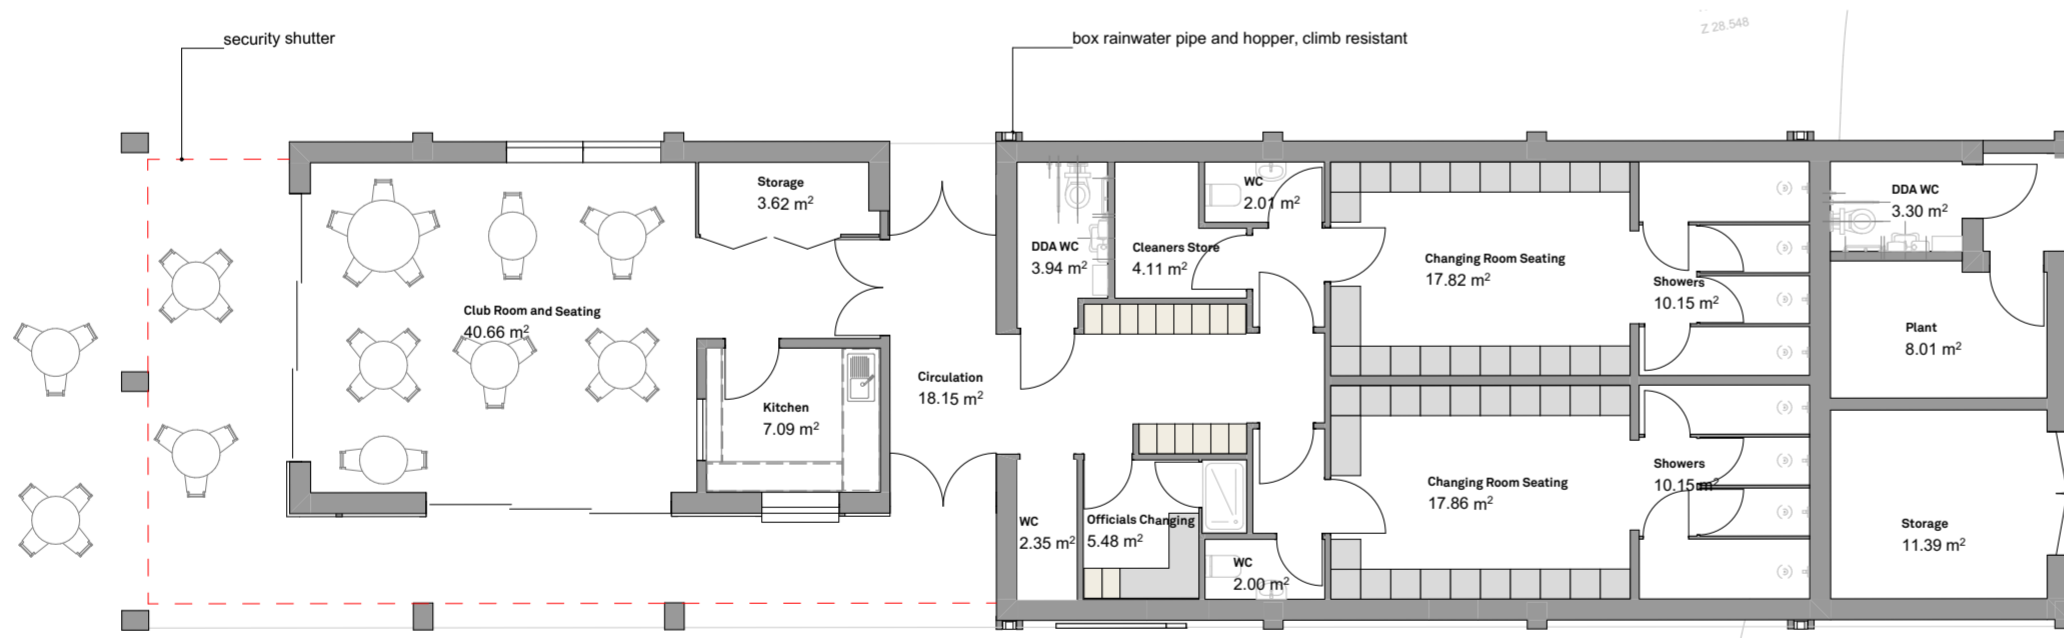 security shutter
box rainwater pipe and hopper, climb resistant
Z 28.548
Storage
3.62 m²
WC
2.01 m²
DDA WC
3.30 m²
DDA WC
3.94 m²
Cleaners Store
4.11 m²
Changing Room Seating
17.82 m²
Showers
10.15 m²
Club Room and Seating
40.66 m²
Plant
8.01 m²
Circulation
18.15 m²
Kitchen
7.09 m²
Showers
10.15 m²
Changing Room Seating
17.86 m²
WC
2.35 m²
Officials Changing
5.48 m²
Storage
11.39 m²
WC
2.00 m²